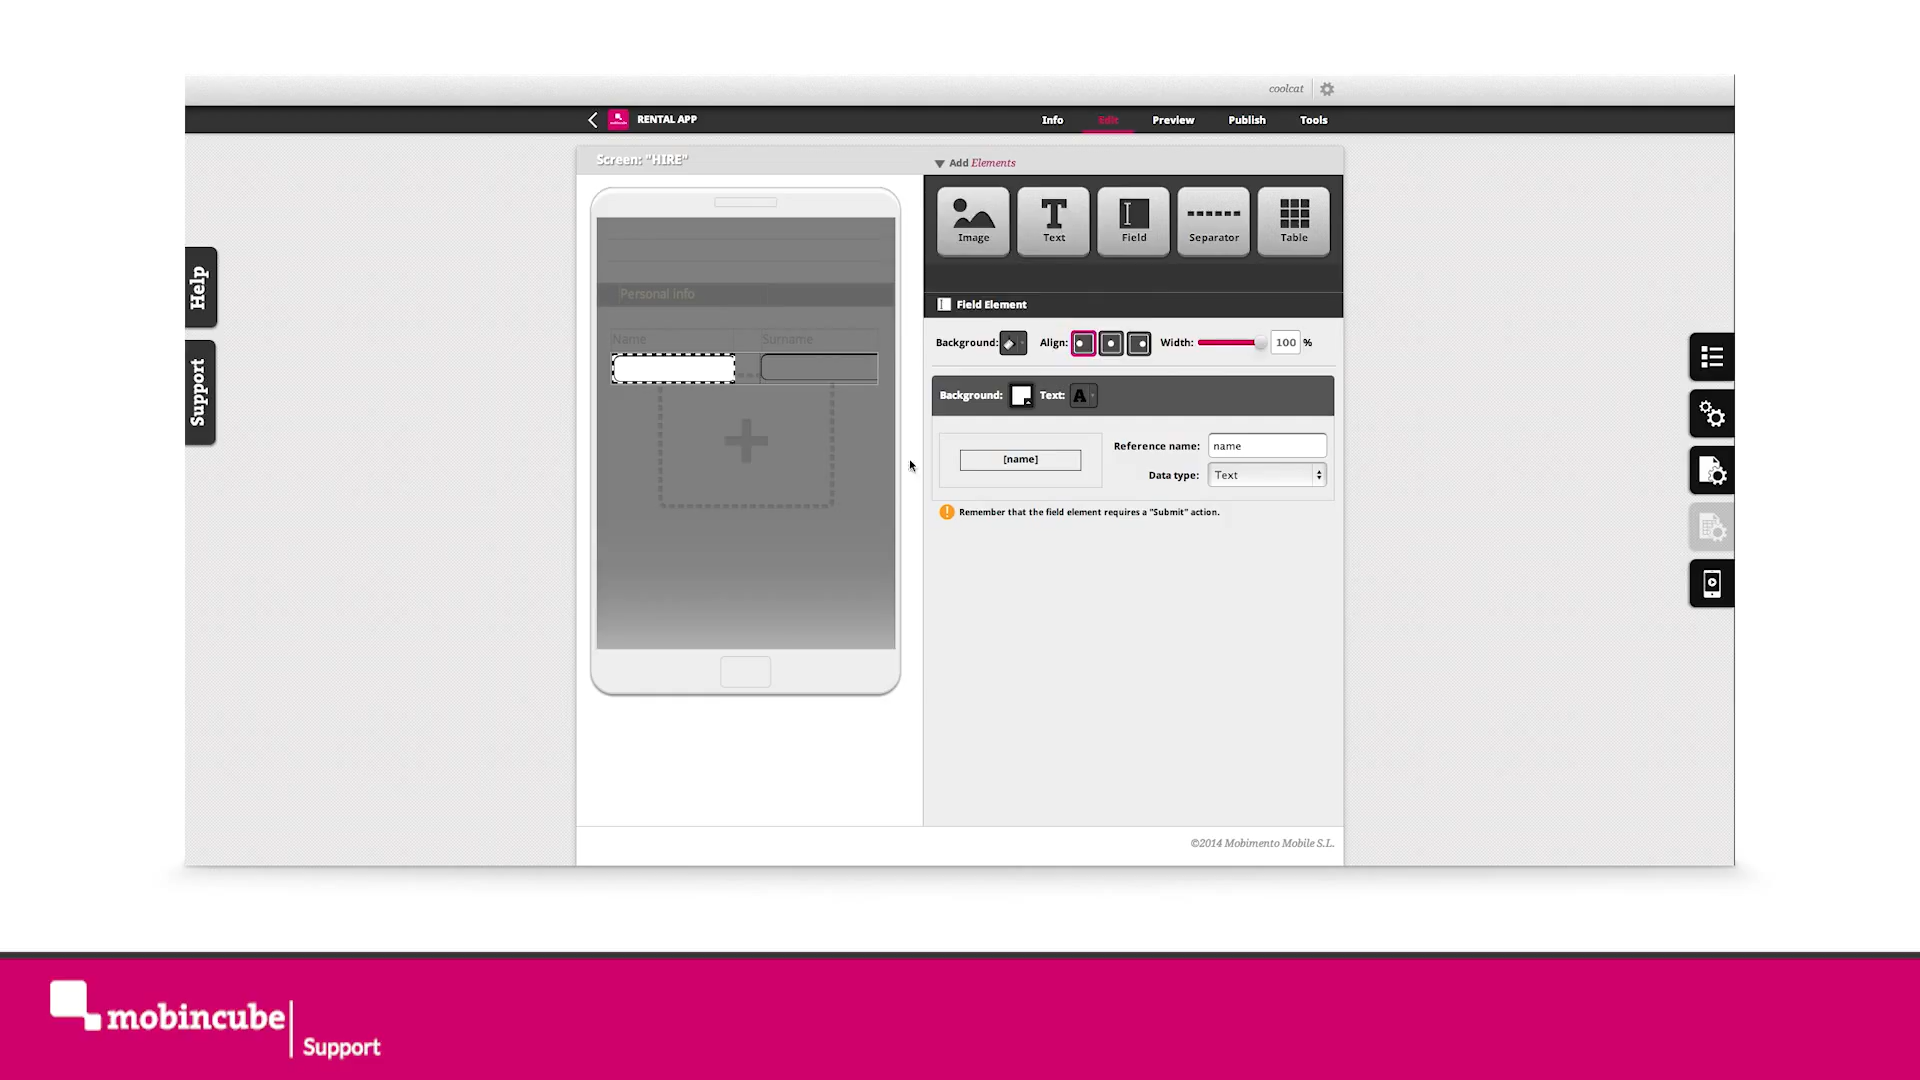 coolcat
RENTAL APP
Info
Edit
Preview
Publish
Tools
Screen: "HIRE"
Add Elements
Image
Text
Field
Separator
Table
Help
Support
Personal info
Name
Surname
Field Element
Background:
Align:
Width:
100 %
Background:
Text:
A
[name]
Reference name:
name
Data type:
Text
Remember that the field element requires a "Submit" action.
©2014 Mobimento Mobile S.L.
mobincube
Support